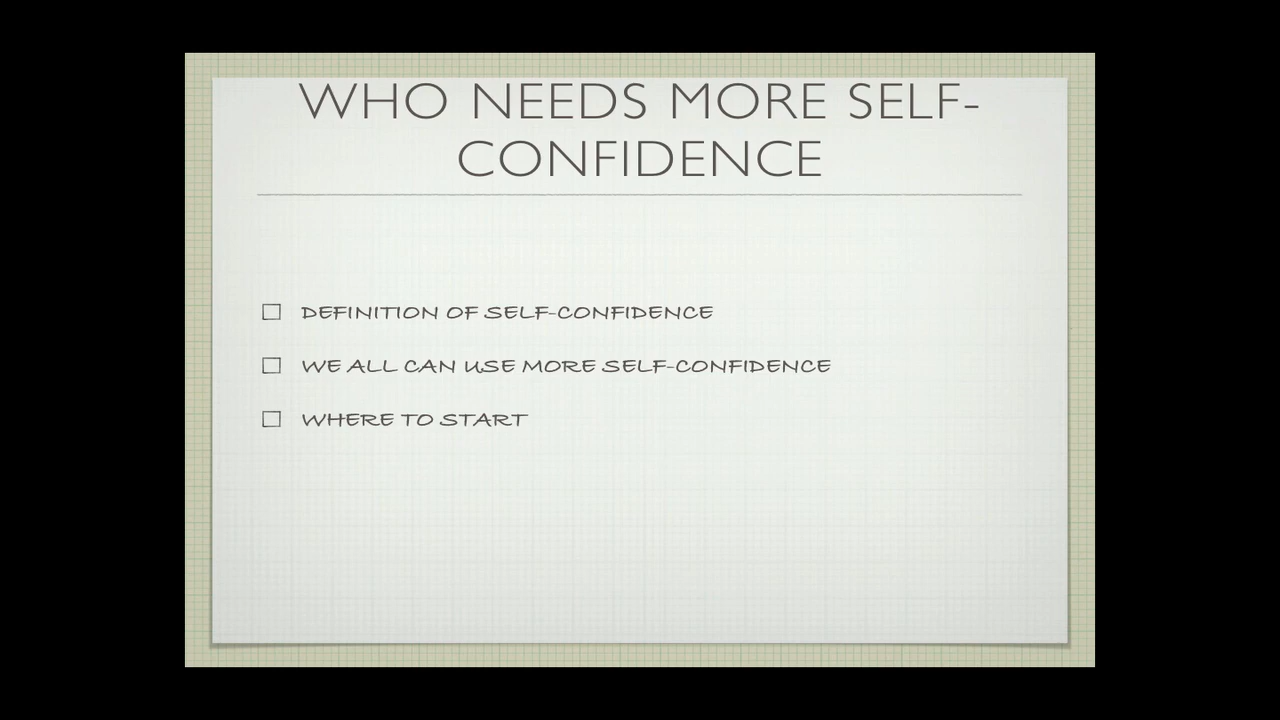 WHO NEEDS MORE SELF-
CONFIDENCE
DEFINITION OF SELF-CONFIDENCE
WE ALL CAN USE MORE SELF-CONFIDENCE
WHERE TO START